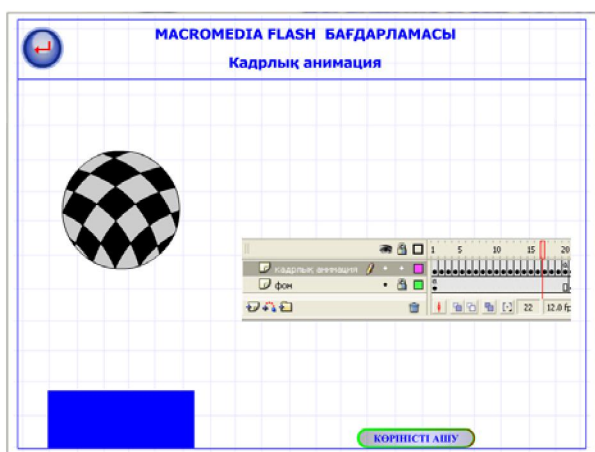 MACROMEDIA FLASH БАҒДАРЛАМАСЫ
Кадрлық анимация
1 5 10 15 20
кадрлық анимация
фон
22 12.0 fp
КӨРІНІСТІ АШУ